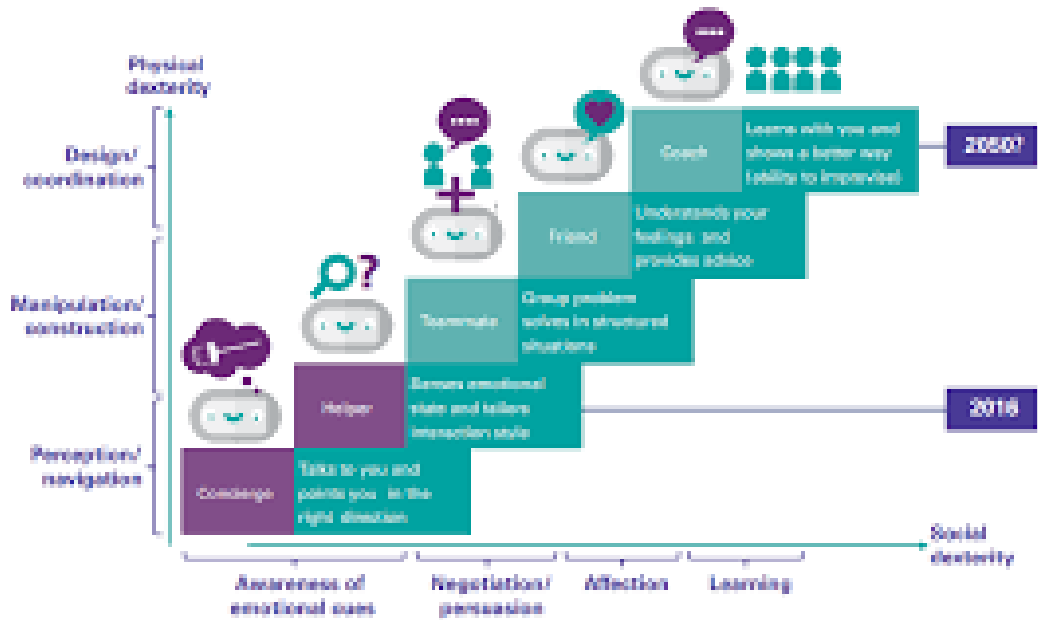 Physical
dexterity
Design/
coordination
Manipulation/
construction
Perception/
navigation
Coach
Learns with you and
shows a better way
(ability to improvise)
2050?
Friend
Understands your
feelings and
provides advice
Teammate
Group problem
solves in structured
situations
Helper
Senses emotional
state and tailors
interaction style
2016
Concierge
Talks to you and
points you in the
right direction
Social
dexterity
Awareness of
emotional cues
Negotiation/
persuasion
Affection
Learning